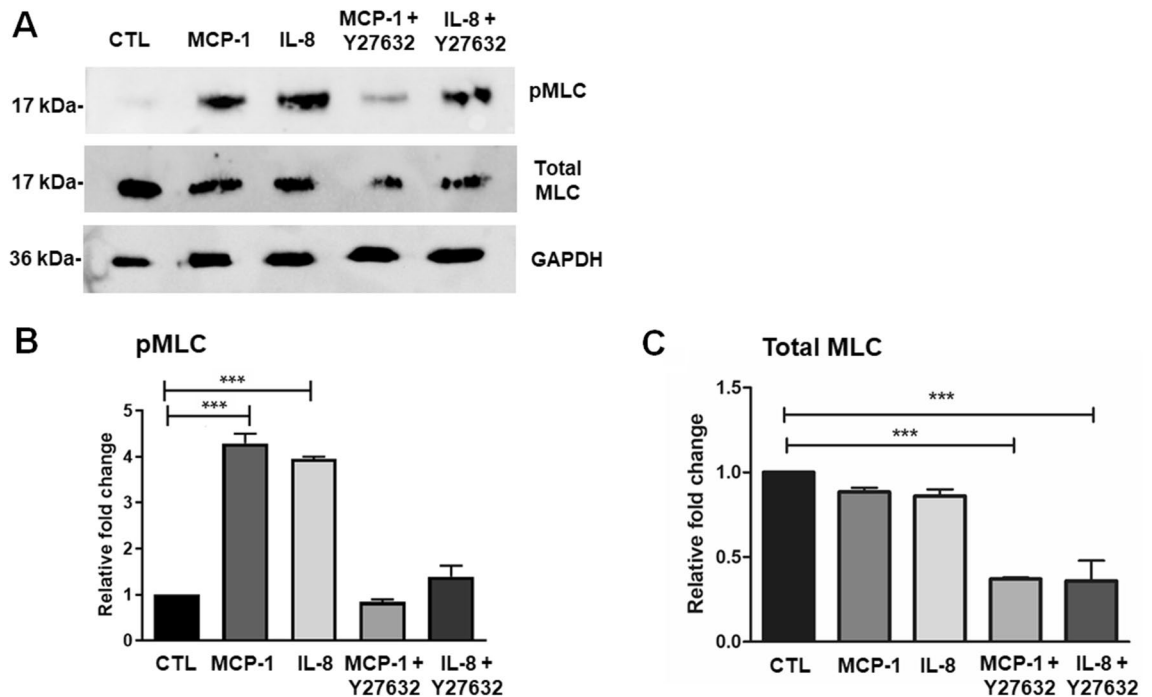 A
CTL MCP-1 IL-8 MCP-1 + Y27632 IL-8 + Y27632
17 kDa- pMLC
17 kDa- Total MLC
36 kDa- GAPDH
B
pMLC
***
***
Relative fold change
5
4
3
2
1
0
CTL MCP-1 IL-8 MCP-1 + Y27632 IL-8 + Y27632
C
Total MLC
***
***
Relative fold change
1.5
1.0
0.5
0.0
CTL MCP-1 IL-8 MCP-1 + Y27632 IL-8 + Y27632